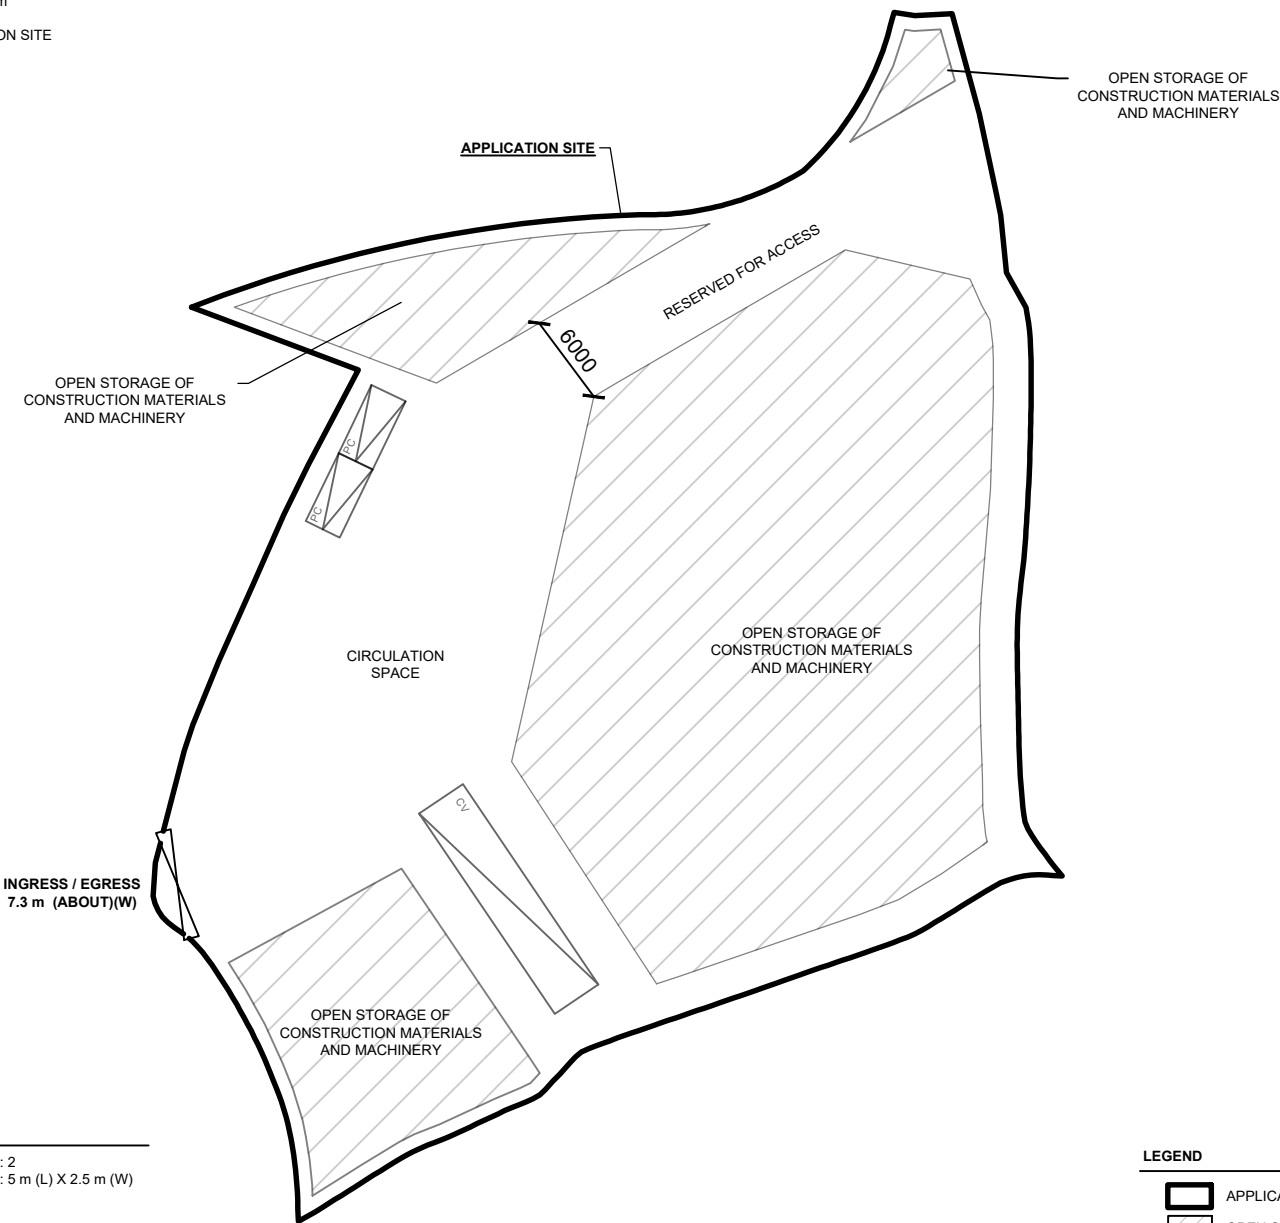 m
ON SITE
OPEN STORAGE OF
CONSTRUCTION MATERIALS
AND MACHINERY
APPLICATION SITE
RESERVED FOR ACCESS
6000
OPEN STORAGE OF
CONSTRUCTION MATERIALS
AND MACHINERY
PC
PC
OPEN STORAGE OF
CONSTRUCTION MATERIALS
AND MACHINERY
CIRCULATION
SPACE
CV
INGRESS / EGRESS
7.3 m (ABOUT)(W)
OPEN STORAGE OF
CONSTRUCTION MATERIALS
AND MACHINERY
: 2
: 5 m (L) X 2.5 m (W)
LEGEND
APPLICA